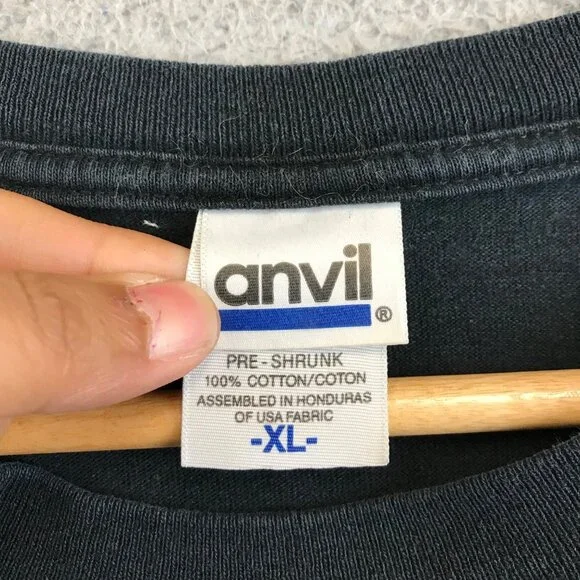 anvil
®
PRE-SHRUNK
100% COTTON/COTON
ASSEMBLED IN HONDURAS
OF USA FABRIC
-XL-